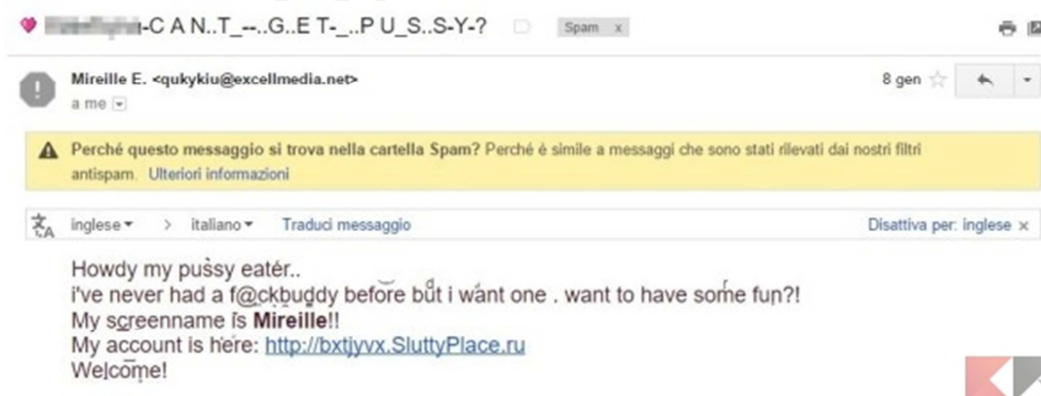 -C A N..T_--..G..E T-_..P U_S..S-Y-? Spam x
Mireille E. <qukykiu@excellmedia.net> 8 gen
a me
Perché questo messaggio si trova nella cartella Spam? Perché è simile a messaggi che sono stati rilevati dai nostri filtri
antispam. Ulteriori informazioni
inglese > italiano Traduci messaggio Disattiva per: inglese x
Howdy my pussy eatér..
i've never had a f@ckbuddy before but i want one . want to have some fun?!
My screenname is Mireille!!
My account is here: http://bxtjyvx.SluttyPlace.ru
Welcome!